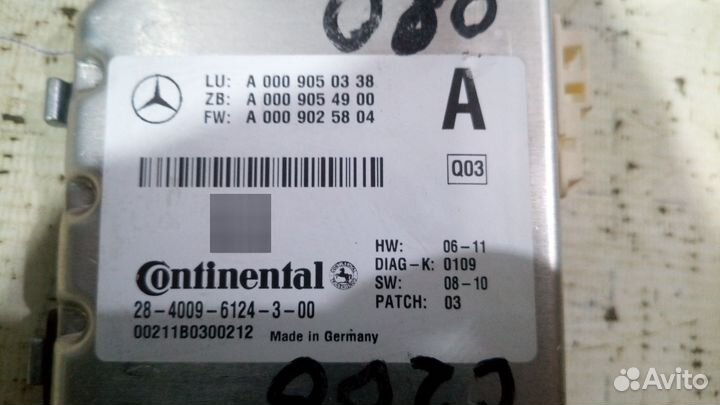 080
LU: A 000 905 03 38
ZB: A 000 905 49 00
FW: A 000 902 58 04
A
Q03
Continental
HW: 06-11
DIAG-K: 0109
SW: 08-10
PATCH: 03
28-4009-6124-3-00
00211B0300212 Made in Germany
Avito